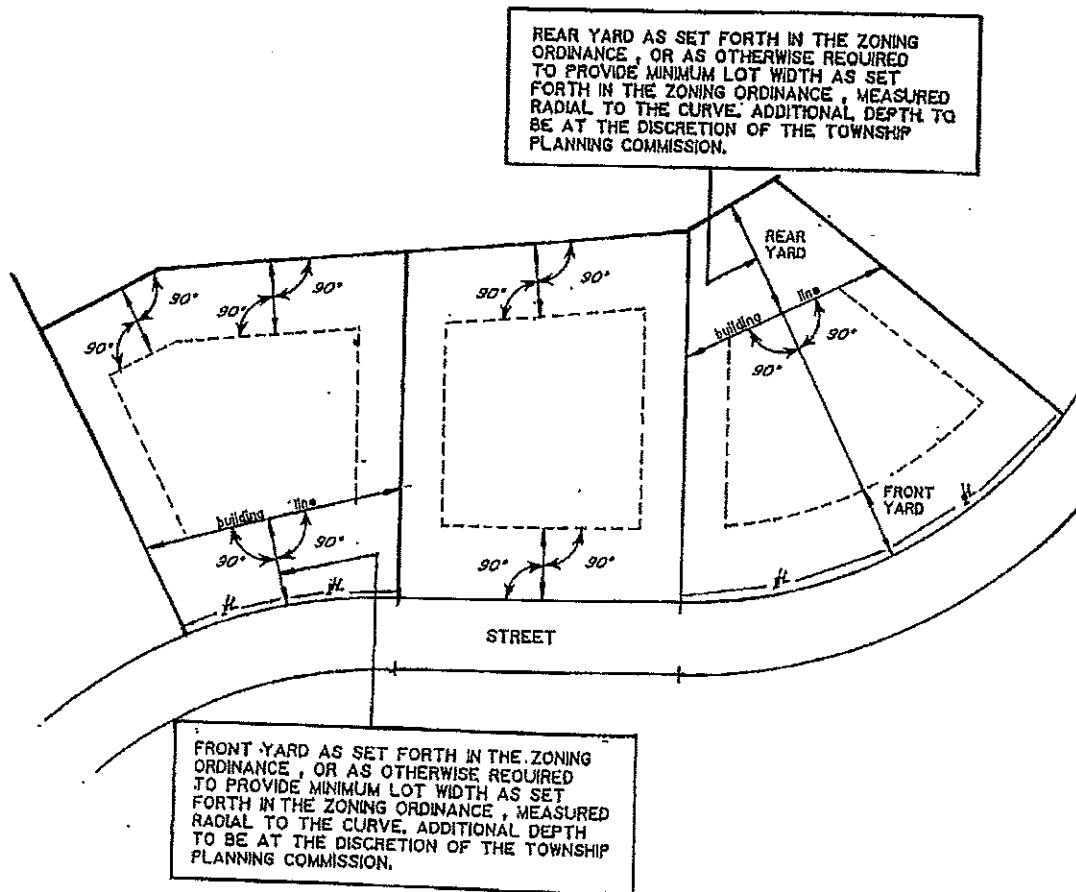 REAR YARD AS SET FORTH IN THE ZONING
ORDINANCE , OR AS OTHERWISE REQUIRED
TO PROVIDE MINIMUM LOT WIDTH AS SET
FORTH IN THE ZONING ORDINANCE , MEASURED
RADIAL TO THE CURVE. ADDITIONAL DEPTH TO
BE AT THE DISCRETION OF THE TOWNSHIP
PLANNING COMMISSION.
REAR
YARD
90°
90°
90°
90°
90°
90°
90°
building line
90°
90°
building line
90°
90°
FRONT
YARD
90°
90°
STREET
FRONT YARD AS SET FORTH IN THE ZONING
ORDINANCE , OR AS OTHERWISE REQUIRED
TO PROVIDE MINIMUM LOT WIDTH AS SET
FORTH IN THE ZONING ORDINANCE , MEASURED
RADIAL TO THE CURVE. ADDITIONAL DEPTH
TO BE AT THE DISCRETION OF THE TOWNSHIP
PLANNING COMMISSION.